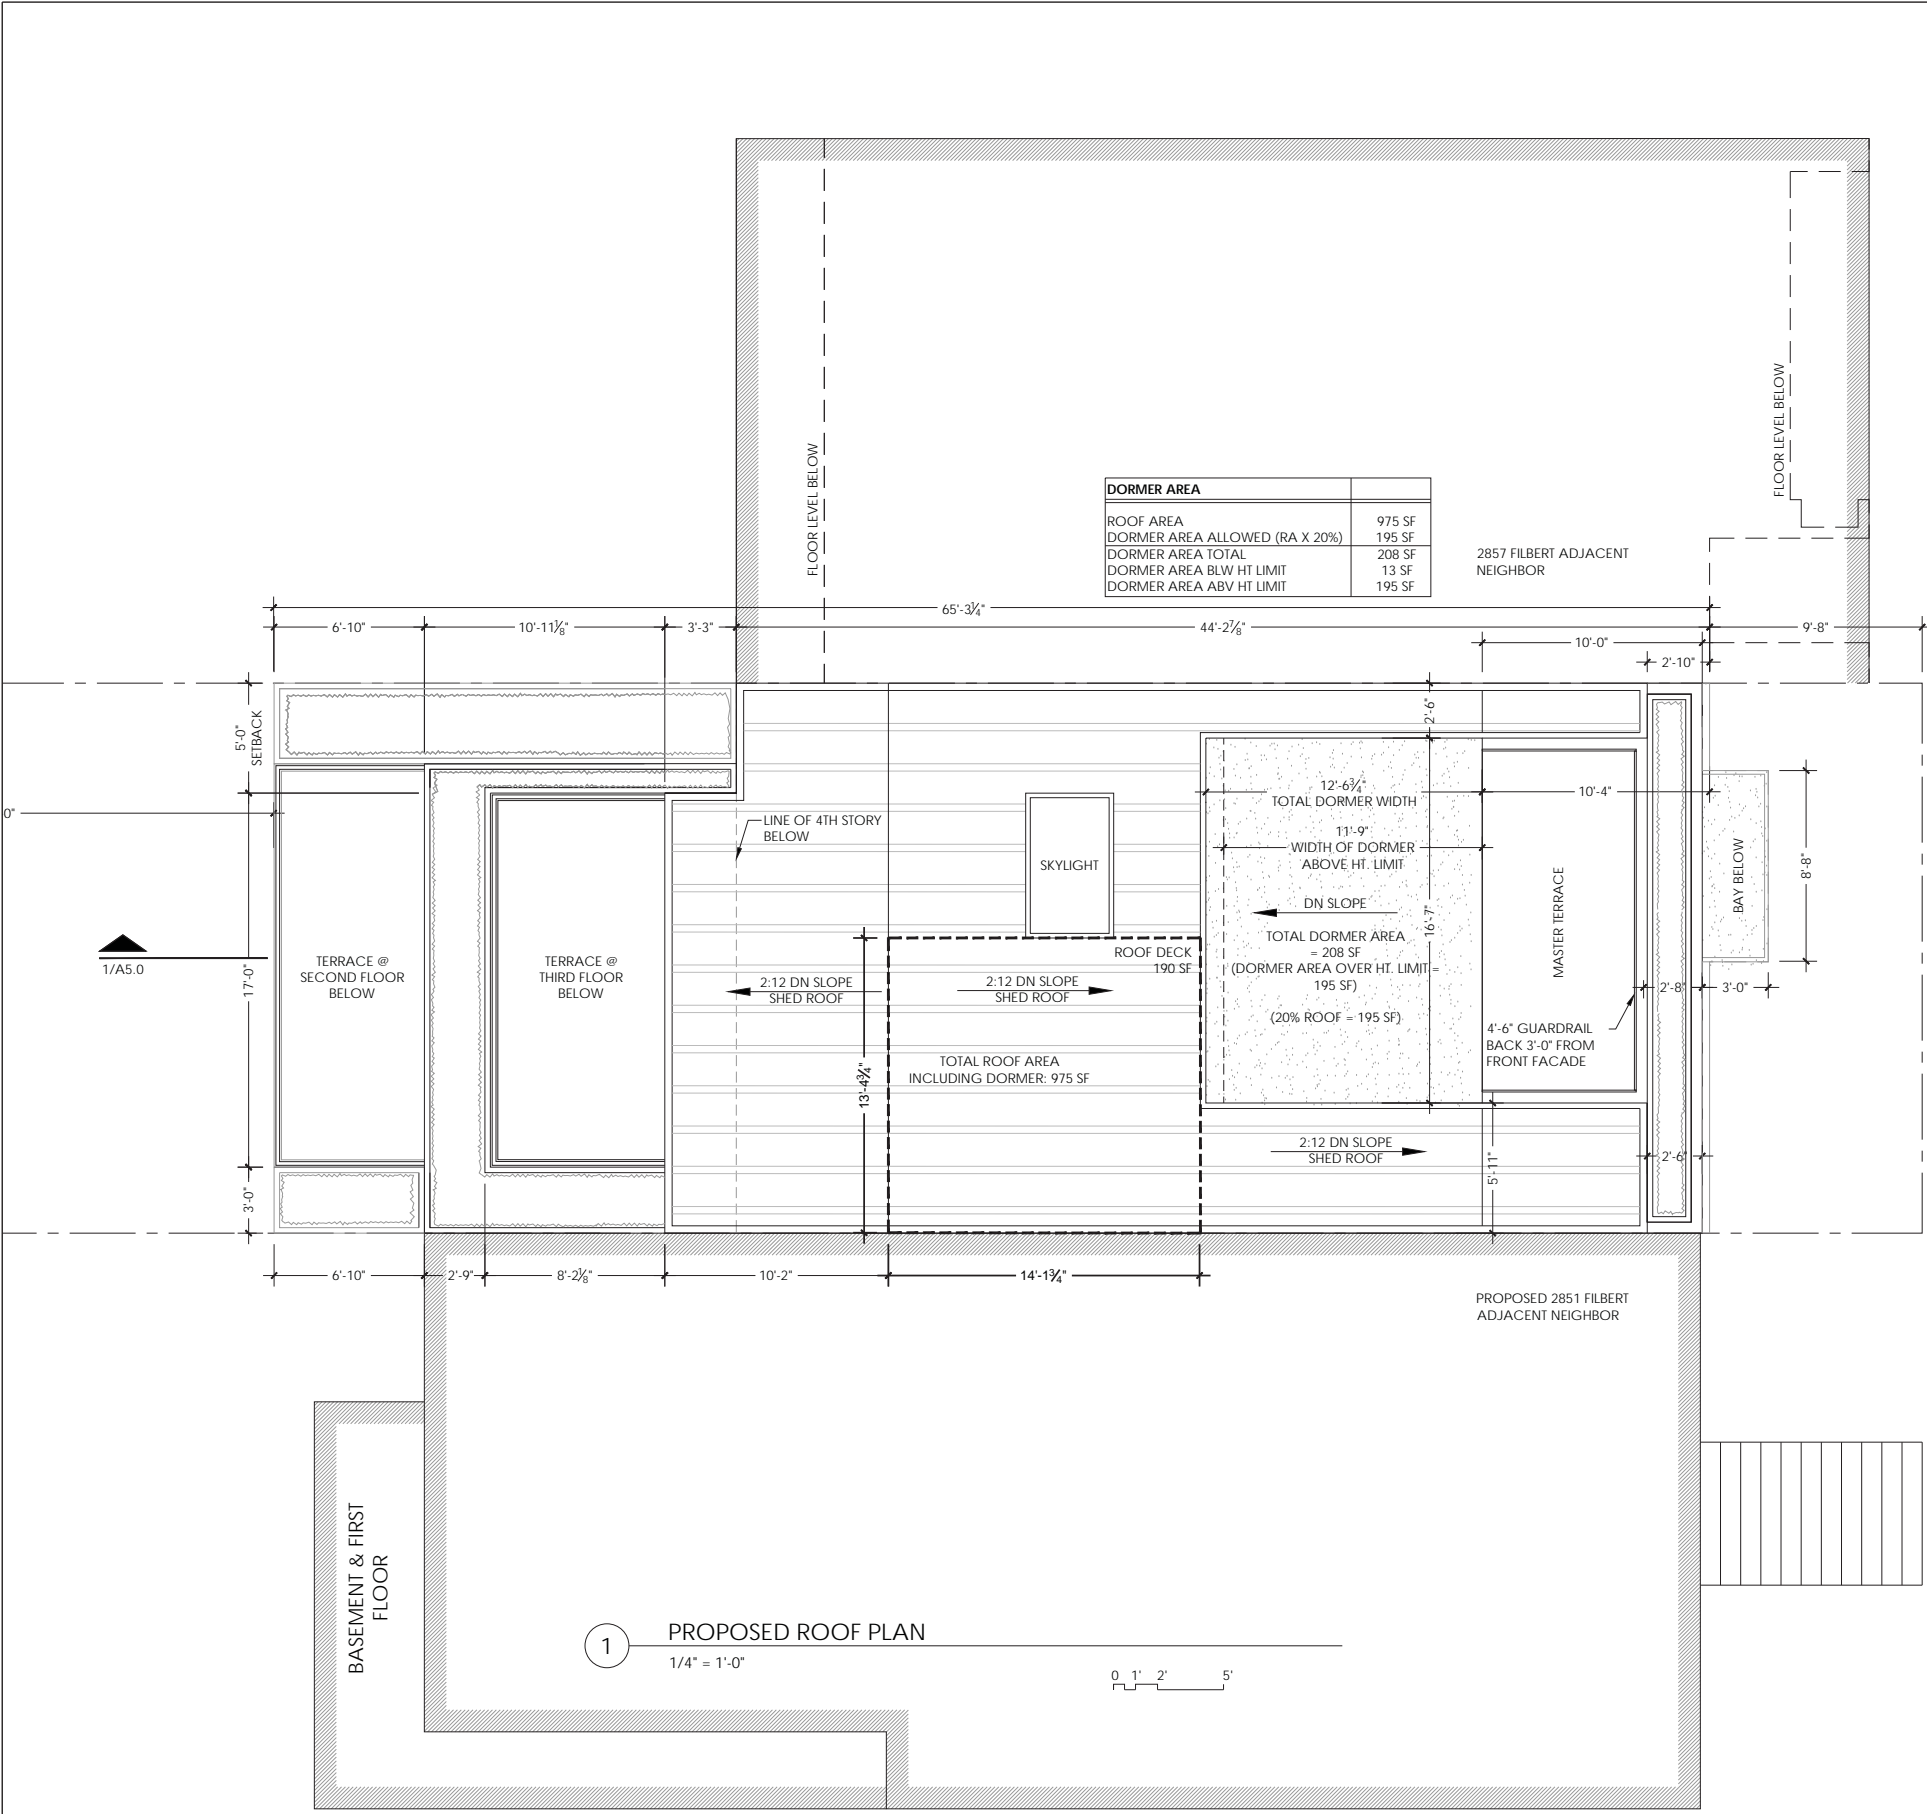 FLOOR LEVEL BELOW
FLOOR LEVEL BELOW
DORMER AREA
ROOF AREA 975 SF
DORMER AREA ALLOWED (RA X 20%) 195 SF
DORMER AREA TOTAL 208 SF
DORMER AREA BLW HT LIMIT 13 SF
DORMER AREA ABV HT LIMIT 195 SF
2857 FILBERT ADJACENT
NEIGHBOR
65'-3¼"
6'-10"
10'-11⅛"
3'-3"
44'-2⅞"
9'-8"
10'-0"
2'-10"
5'-0"
SETBACK
2'-6"
12'-6¾"
TOTAL DORMER WIDTH
10'-4"
0"
LINE OF 4TH STORY
BELOW
11'-9"
WIDTH OF DORMER
ABOVE HT. LIMIT
SKYLIGHT
MASTER TERRACE
BAY BELOW
8'-8"
DN SLOPE
16'-7"
TOTAL DORMER AREA
= 208 SF
(DORMER AREA OVER HT. LIMIT =
195 SF)
(20% ROOF = 195 SF)
1/A5.0
TERRACE @
SECOND FLOOR
BELOW
TERRACE @
THIRD FLOOR
BELOW
17'-0"
ROOF DECK
190 SF
2:12 DN SLOPE
SHED ROOF
2:12 DN SLOPE
SHED ROOF
2'-8"
3'-0"
4'-6" GUARDRAIL
BACK 3'-0" FROM
FRONT FACADE
TOTAL ROOF AREA
INCLUDING DORMER: 975 SF
13'-4¾"
2:12 DN SLOPE
SHED ROOF
5'-11"
2'-6"
3'-0"
6'-10"
2'-9"
8'-2⅛"
10'-2"
14'-1¾"
PROPOSED 2851 FILBERT
ADJACENT NEIGHBOR
BASEMENT & FIRST
FLOOR
1 PROPOSED ROOF PLAN
1/4" = 1'-0"
0 1' 2' 5'